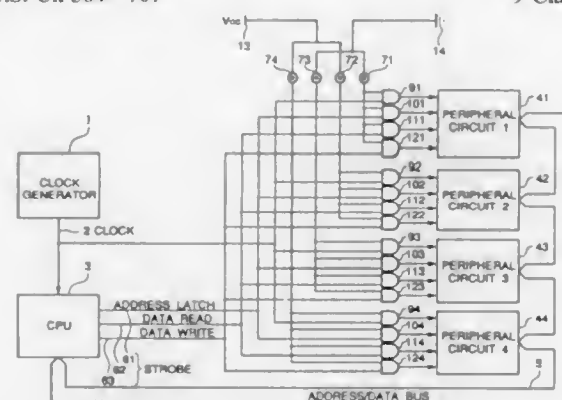 Vcc
13
14
74
73
72
71
91
101
111
121
PERIPHERAL
CIRCUIT 1
41
1
CLOCK
GENERATOR
92
102
112
122
PERIPHERAL
CIRCUIT 2
42
2 CLOCK
93
103
113
123
PERIPHERAL
CIRCUIT 3
43
3
CPU
ADDRESS LATCH
DATA READ
DATA WRITE
94
104
114
124
PERIPHERAL
CIRCUIT 4
44
61
62
63
STROBE
ADDRESS/DATA BUS